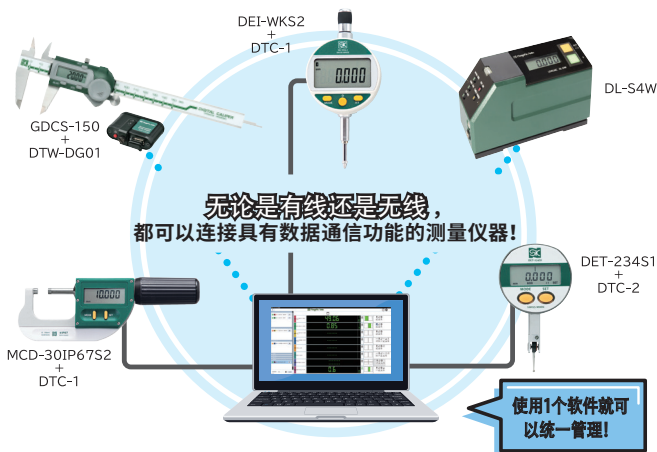 DEI-WKS2
+
DTC-1
GDCS-150
+
DTW-DG01
DL-S4W
0.000
无论是有线还是无线，
都可以连接具有数据通信功能的测量仪器！
DET-234S1
+
DTC-2
0.000
10.000
MCD-30IP67S2
+
DTC-1
使用1个软件就可
以统一管理！